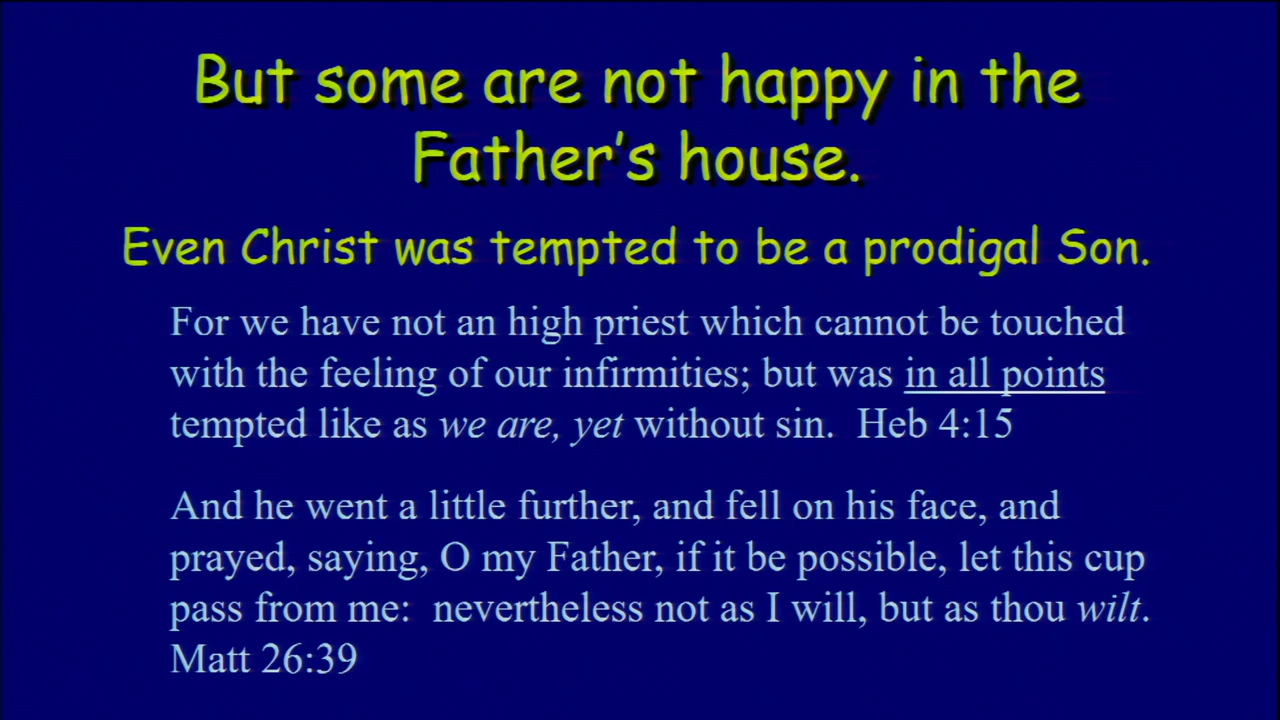 But some are not happy in the
Father’s house.
Even Christ was tempted to be a prodigal Son.
For we have not an high priest which cannot be touched
with the feeling of our infirmities; but was in all points
tempted like as we are, yet without sin.  Heb 4:15
And he went a little further, and fell on his face, and
prayed, saying, O my Father, if it be possible, let this cup
pass from me:  nevertheless not as I will, but as thou wilt.
Matt 26:39